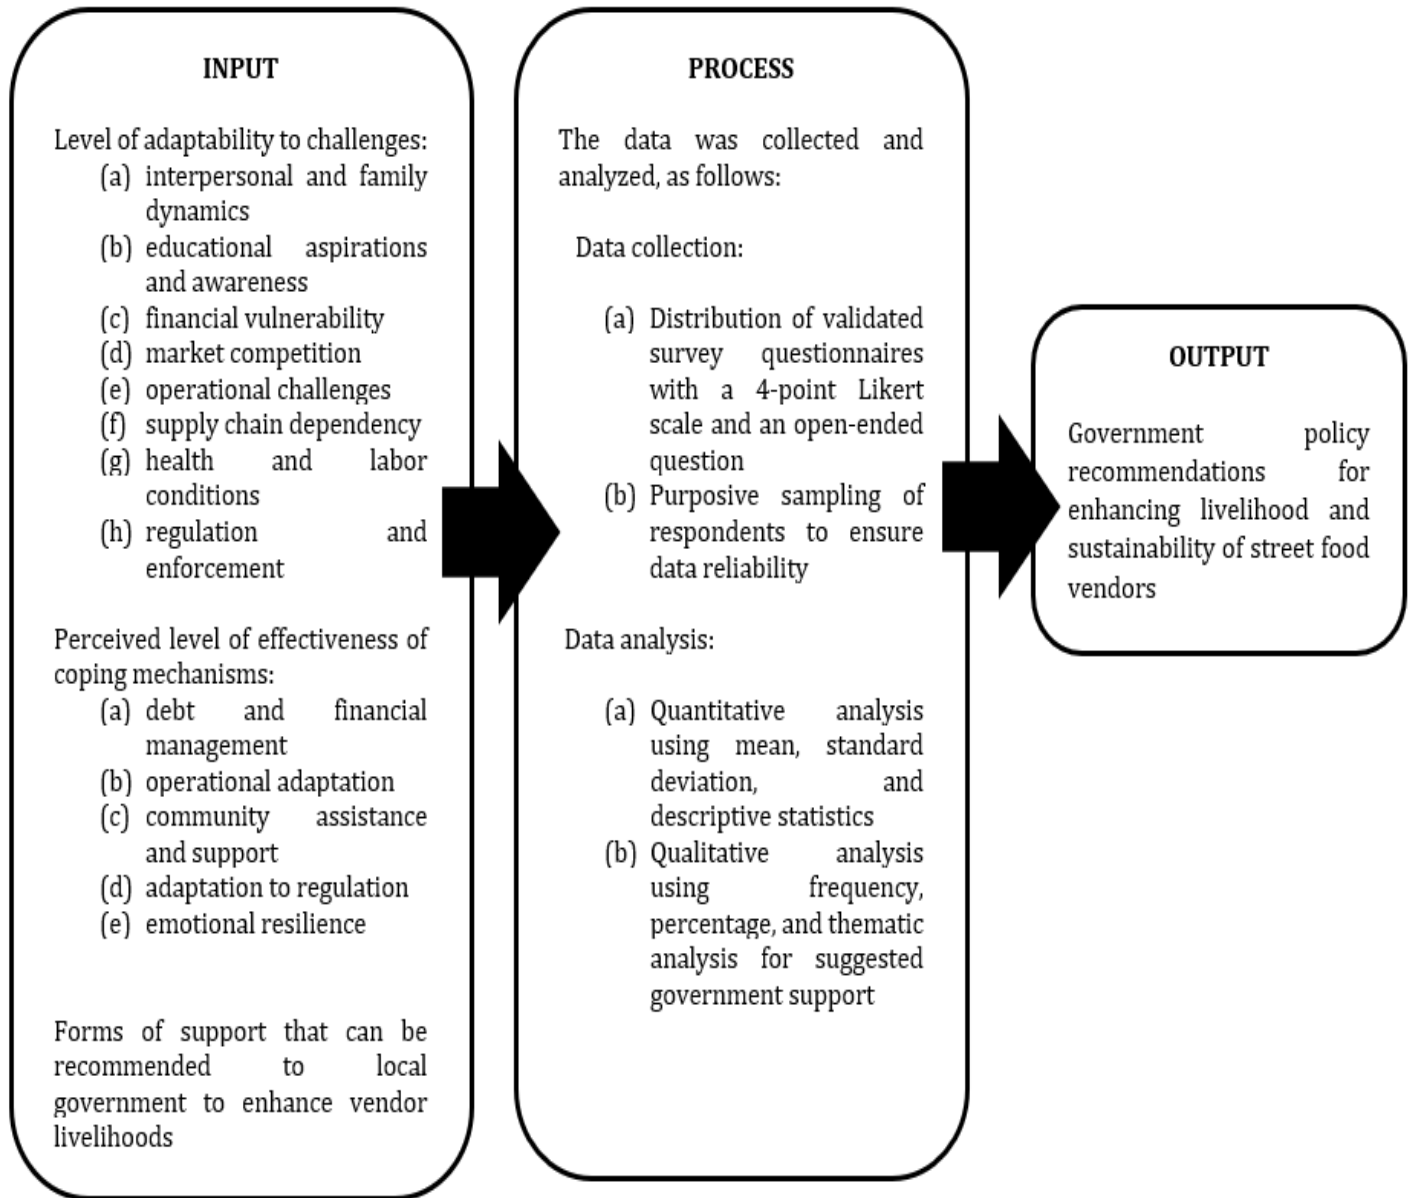 INPUT
Level of adaptability to challenges:
(a) interpersonal and family
dynamics
(b) educational aspirations
and awareness
(c) financial vulnerability
(d) market competition
(e) operational challenges
(f) supply chain dependency
(g) health and labor
conditions
(h) regulation and
enforcement
Perceived level of effectiveness of
coping mechanisms:
(a) debt and financial
management
(b) operational adaptation
(c) community assistance
and support
(d) adaptation to regulation
(e) emotional resilience
Forms of support that can be
recommended to local
government to enhance vendor
livelihoods
PROCESS
The data was collected and
analyzed, as follows:
Data collection:
(a) Distribution of validated
survey questionnaires
with a 4-point Likert
scale and an open-ended
question
(b) Purposive sampling of
respondents to ensure
data reliability
Data analysis:
(a) Quantitative analysis
using mean, standard
deviation, and
descriptive statistics
(b) Qualitative analysis
using frequency,
percentage, and thematic
analysis for suggested
government support
OUTPUT
Government policy
recommendations for
enhancing livelihood and
sustainability of street food
vendors